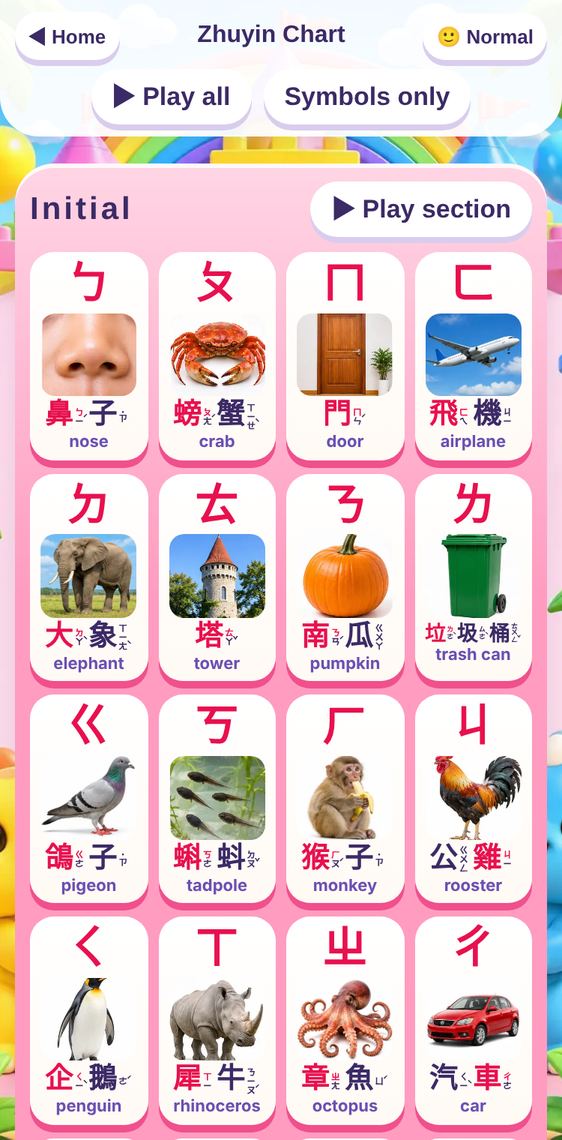 ◀ Home
Zhuyin Chart
🙂 Normal
▶ Play all
Symbols only
Initial
▶ Play section
ㄅ
鼻子
nose
ㄆ
螃蟹
crab
ㄇ
門
door
ㄈ
飛機
airplane
ㄉ
大象
elephant
ㄊ
塔
tower
ㄋ
南瓜
pumpkin
ㄌ
垃圾桶
trash can
ㄍ
鴿子
pigeon
ㄎ
蝌蚪
tadpole
ㄏ
猴子
monkey
ㄐ
公雞
rooster
ㄑ
企鵝
penguin
ㄒ
犀牛
rhinoceros
ㄓ
章魚
octopus
ㄔ
汽車
car